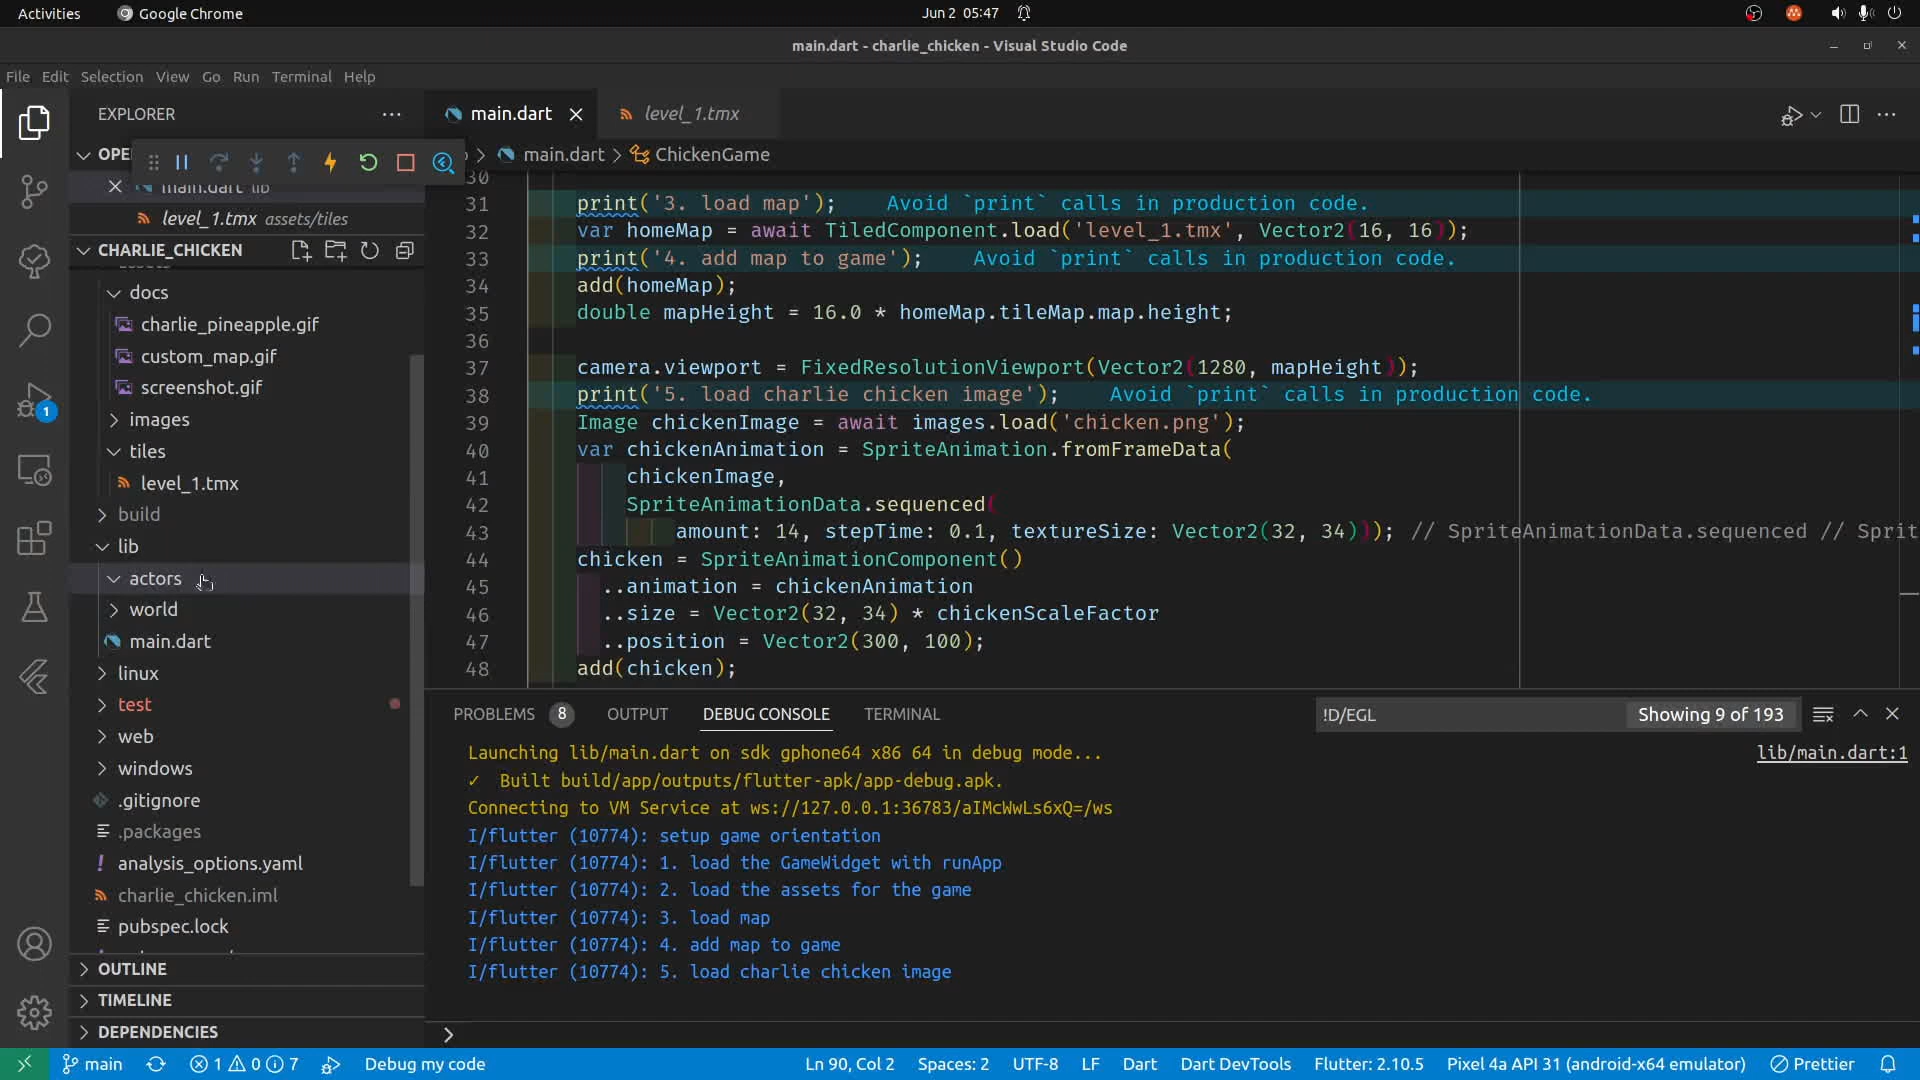 Activities
Google Chrome
Jun 2 05:47
main.dart - charlie_chicken - Visual Studio Code
File Edit Selection View Go Run Terminal Help
EXPLORER
main.dart
level_1.tmx
main.dart
ChickenGame
main.dart lib
level_1.tmx assets/tiles
CHARLIE_CHICKEN
docs
charlie_pineapple.gif
custom_map.gif
screenshot.gif
images
tiles
level_1.tmx
build
lib
actors
world
main.dart
linux
test
web
windows
.gitignore
.packages
analysis_options.yaml
charlie_chicken.iml
pubspec.lock
OUTLINE
TIMELINE
DEPENDENCIES
30
31 print('3. load map'); Avoid `print` calls in production code.
32 var homeMap = await TiledComponent.load('level_1.tmx', Vector2(16, 16));
33 print('4. add map to game'); Avoid `print` calls in production code.
34 add(homeMap);
35 double mapHeight = 16.0 * homeMap.tileMap.map.height;
36
37 camera.viewport = FixedResolutionViewport(Vector2(1280, mapHeight));
38 print('5. load charlie chicken image'); Avoid `print` calls in production code.
39 Image chickenImage = await images.load('chicken.png');
40 var chickenAnimation = SpriteAnimation.fromFrameData(
41 chickenImage,
42 SpriteAnimationData.sequenced(
43 amount: 14, stepTime: 0.1, textureSize: Vector2(32, 34))); // SpriteAnimationData.sequenced // Sprit
44 chicken = SpriteAnimationComponent()
45 ..animation = chickenAnimation
46 ..size = Vector2(32, 34) * chickenScaleFactor
47 ..position = Vector2(300, 100);
48 add(chicken);
PROBLEMS 8 OUTPUT DEBUG CONSOLE TERMINAL
!D/EGL
Showing 9 of 193
Launching lib/main.dart on sdk gphone64 x86 64 in debug mode...
lib/main.dart:1
✓ Built build/app/outputs/flutter-apk/app-debug.apk.
Connecting to VM Service at ws://127.0.0.1:36783/aIMcWwLs6xQ=/ws
I/flutter (10774): setup game orientation
I/flutter (10774): 1. load the GameWidget with runApp
I/flutter (10774): 2. load the assets for the game
I/flutter (10774): 3. load map
I/flutter (10774): 4. add map to game
I/flutter (10774): 5. load charlie chicken image
1
main
1 0 7
Debug my code
Ln 90, Col 2
Spaces: 2
UTF-8
LF
Dart
Dart DevTools
Flutter: 2.10.5
Pixel 4a API 31 (android-x64 emulator)
Prettier